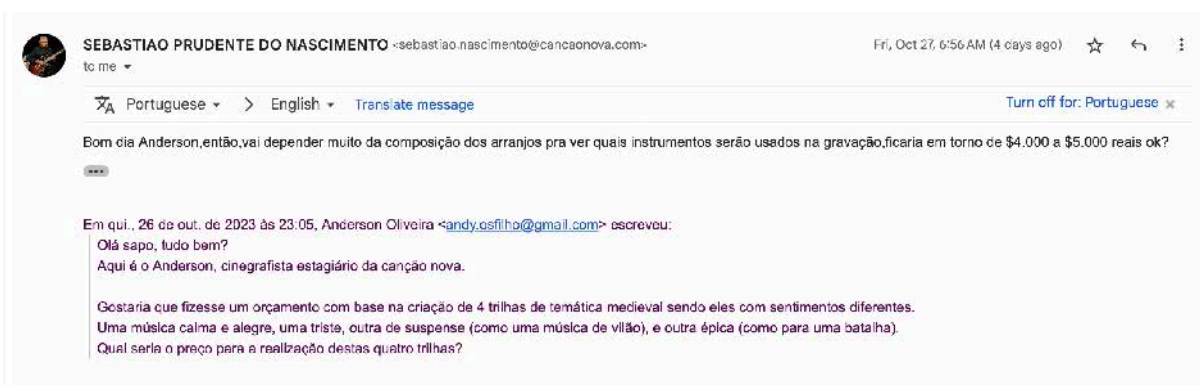 SEBASTIAO PRUDENTE DO NASCIMENTO <sebastiao.nascimento@cancaonova.com>
Fri, Oct 27, 6:56 AM (4 days ago)
to me
Portuguese > English Translate message
Turn off for: Portuguese x
Bom dia Anderson,então,vai depender muito da composição dos arranjos pra ver quais instrumentos serão usados na gravação,ficaria em torno de $4.000 a $5.000 reais ok?
Em qui., 26 de out. de 2023 às 23:05, Anderson Oliveira <andy.osfilho@gmail.com> escreveu:
Olá sapo, tudo bem?
Aqui é o Anderson, cinegrafista estagiário da canção nova.
Gostaria que fizesse um orçamento com base na criação de 4 trilhas de temática medieval sendo eles com sentimentos diferentes.
Uma música calma e alegre, uma triste, outra de suspense (como uma música de vilão), e outra épica (como para uma batalha).
Qual seria o preço para a realização destas quatro trilhas?